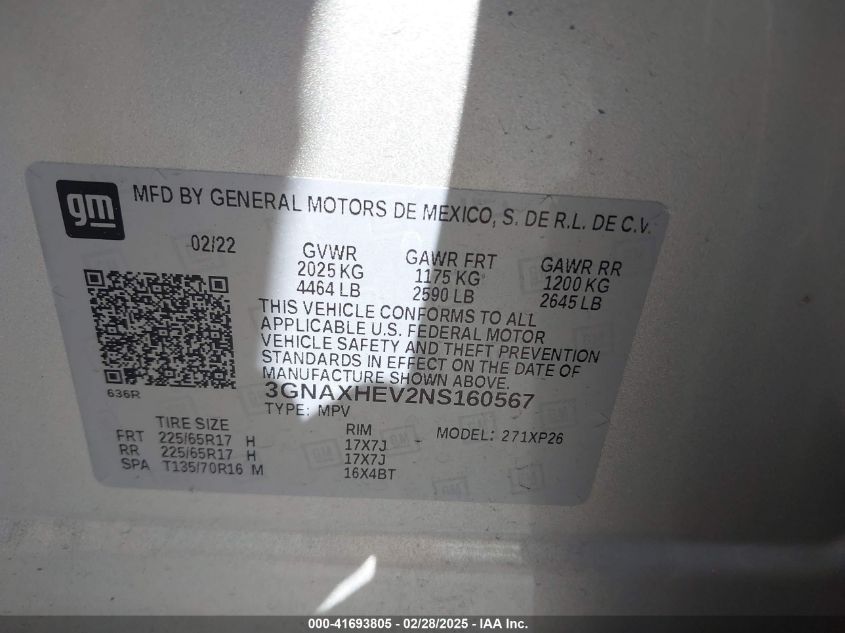 gm
MFD BY GENERAL MOTORS DE MEXICO, S. DE R.L. DE C.V.
02/22
GVWR
2025 KG
4464 LB
GAWR FRT
1175 KG
2590 LB
GAWR RR
1200 KG
2645 LB
THIS VEHICLE CONFORMS TO ALL
APPLICABLE U.S. FEDERAL MOTOR
VEHICLE SAFETY AND THEFT PREVENTION
STANDARDS IN EFFECT ON THE DATE OF
MANUFACTURE SHOWN ABOVE.
636R
3GNAXHEV2NS160567
TYPE: MPV
MODEL: 271XP26
TIRE SIZE RIM
FRT 225/65R17 H 17X7J
RR 225/65R17 H 17X7J
SPA T135/70R16 M 16X4BT
000-41693805 - 02/28/2025 - IAA Inc.